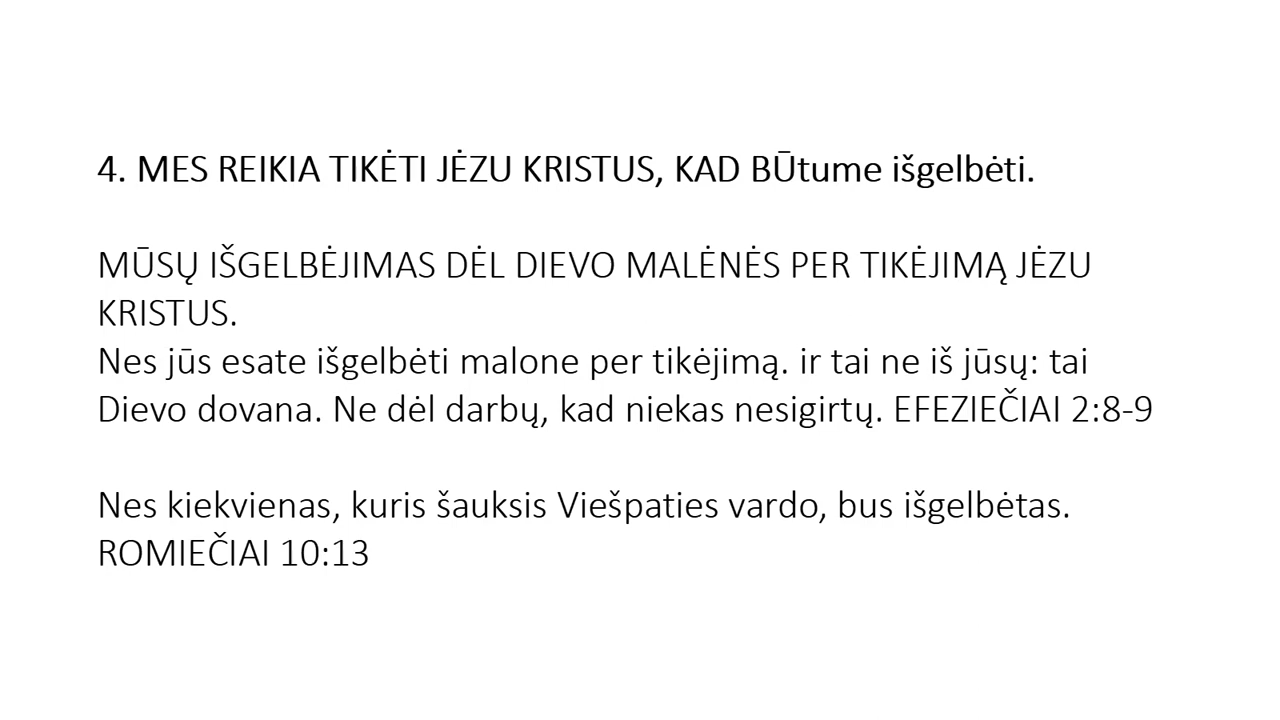 4. MES REIKIA TIKĖTI JĖZU KRISTUS, KAD BŪtume išgelbėti.
MŪSŲ IŠGELBĖJIMAS DĖL DIEVO MALĖNĖS PER TIKĖJIMĄ JĖZU
KRISTUS.
Nes jūs esate išgelbėti malone per tikėjimą. ir tai ne iš jūsų: tai
Dievo dovana. Ne dėl darbų, kad niekas nesigirtų. EFEZIEČIAI 2:8-9
Nes kiekvienas, kuris šauksis Viešpaties vardo, bus išgelbėtas.
ROMIEČIAI 10:13